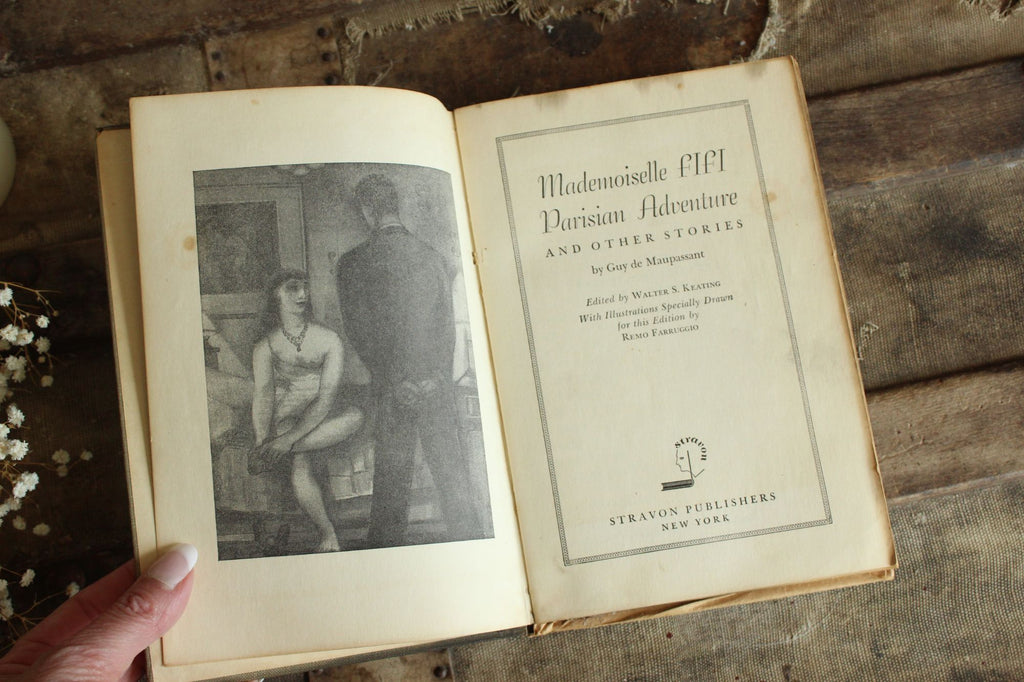 Mademoiselle FIFI
Parisian Adventure
AND OTHER STORIES
by Guy de Maupassant
Edited by WALTER S. KEATING
With Illustrations Specially Drawn
for this Edition by
REMO FARRUGGIO
stravon
STRAVON PUBLISHERS
NEW YORK